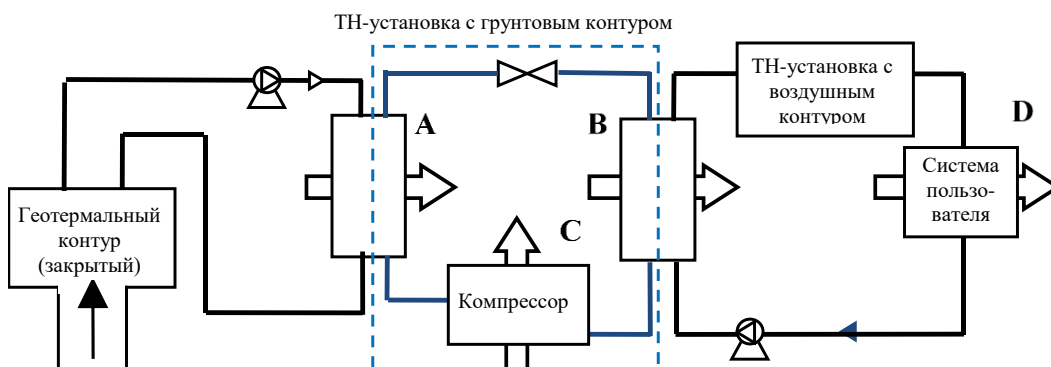 ТН-установка с грунтовым контуром
ТН-установка с
воздушным
контуром
A
B
D
Система
пользо-
вателя
Геотермальный
контур
(закрытый)
C
Компрессор